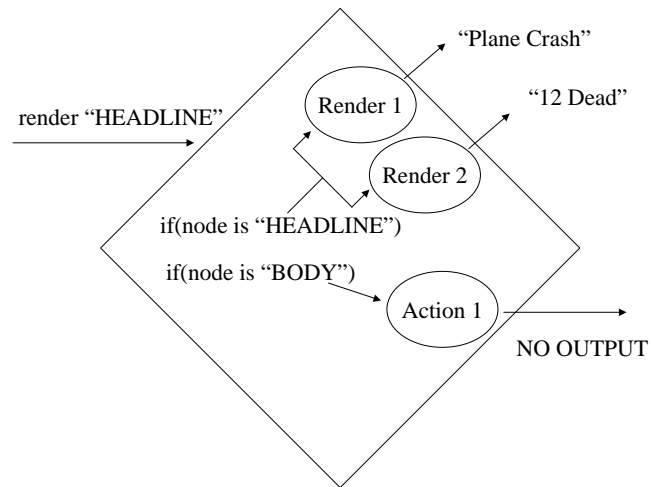 “Plane Crash”
Render 1
“12 Dead”
render “HEADLINE”
Render 2
if(node is “HEADLINE”)
if(node is “BODY”)
Action 1
NO OUTPUT